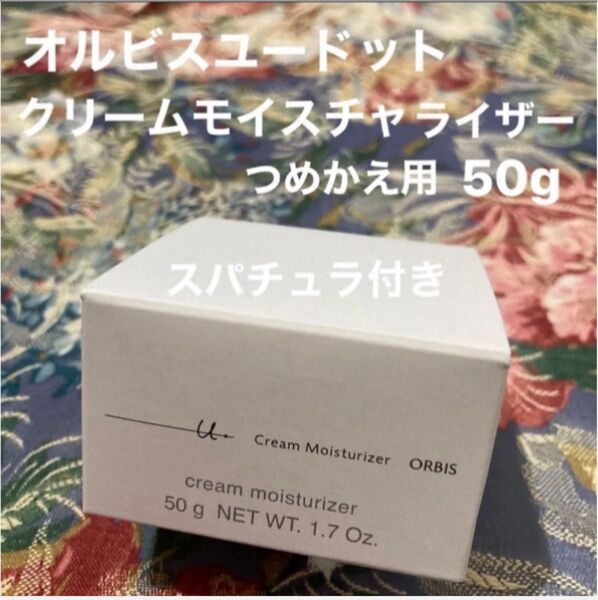 オルビスユードット
クリームモイスチャライザー
つめかえ用 50g
スパチュラ付き
u. Cream Moisturizer ORBIS
cream moisturizer
50 g NET WT. 1.7 Oz.